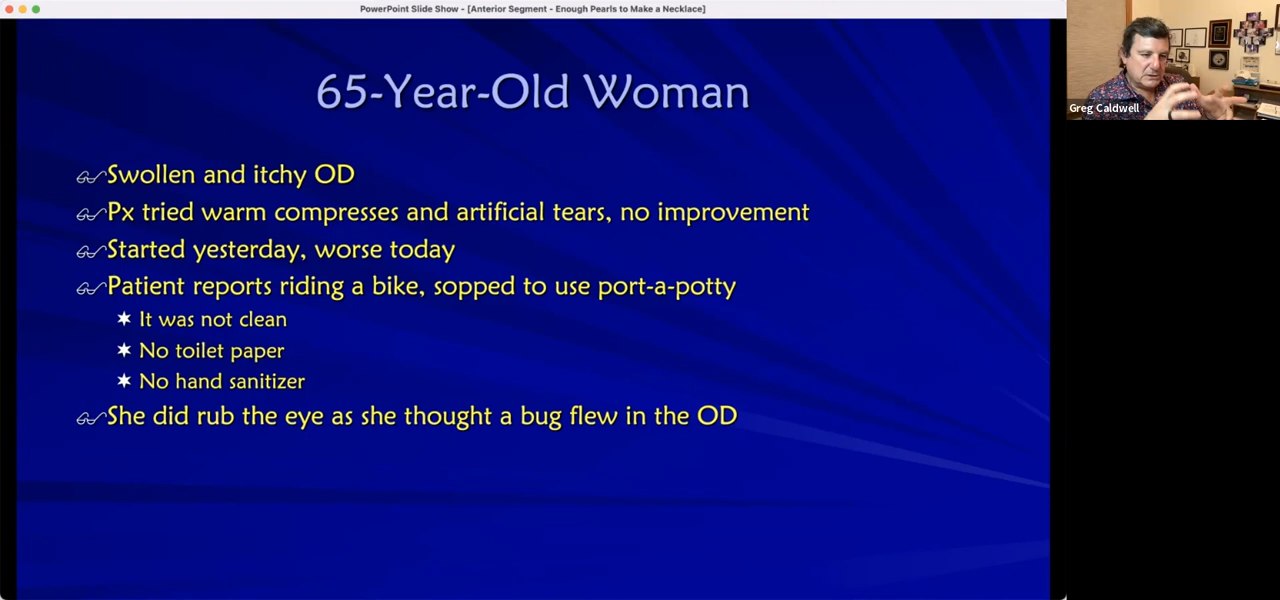 PowerPoint Slide Show - [Anterior Segment - Enough Pearls to Make a Necklace]
65-Year-Old Woman
Swollen and itchy OD
Px tried warm compresses and artificial tears, no improvement
Started yesterday, worse today
Patient reports riding a bike, sopped to use port-a-potty
It was not clean
No toilet paper
No hand sanitizer
She did rub the eye as she thought a bug flew in the OD
Greg Caldwell